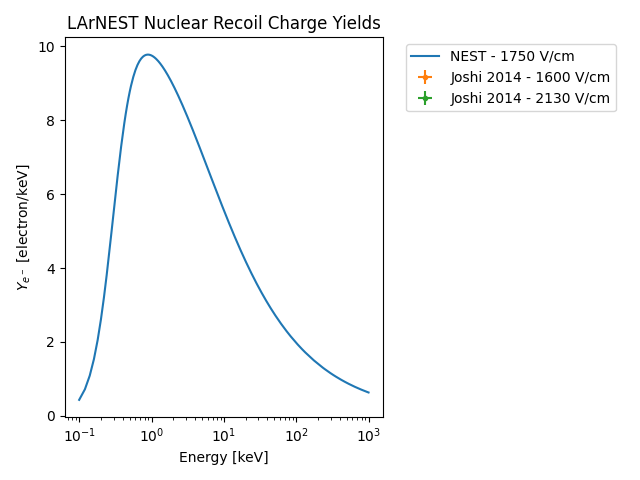 LArNEST Nuclear Recoil Charge Yields
NEST - 1750 V/cm
Joshi 2014 - 1600 V/cm
Joshi 2014 - 2130 V/cm
10
8
6
4
2
0
Y_{e^-} [electron/keV]
10^{-1}
10^{0}
10^{1}
10^{2}
10^{3}
Energy [keV]